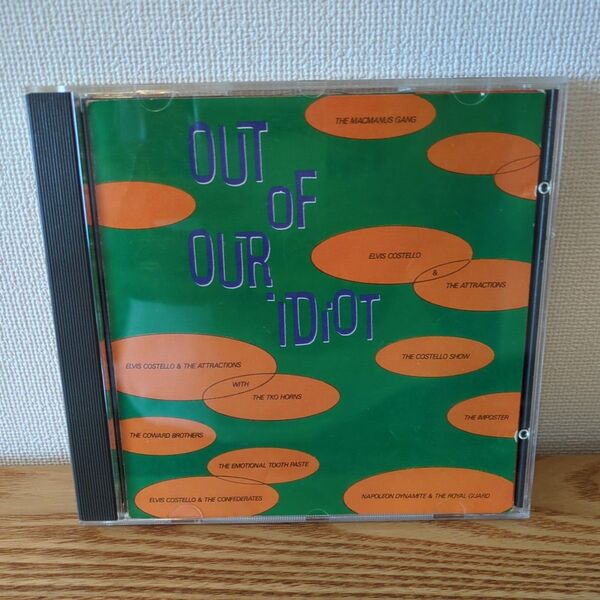 THE MACMANUS GANG
OUT
OF
OUR
'iDiOT
ELVIS COSTELLO
&
THE ATTRACTIONS
ELVIS COSTELLO & THE ATTRACTIONS
WITH
THE TKO HORNS
THE COSTELLO SHOW
THE IMPOSTER
THE COWARD BROTHERS
THE EMOTIONAL TOOTH PASTE
ELVIS COSTELLO & THE CONFEDERATES
NAPOLEON DYNAMITE & THE ROYAL GUARD